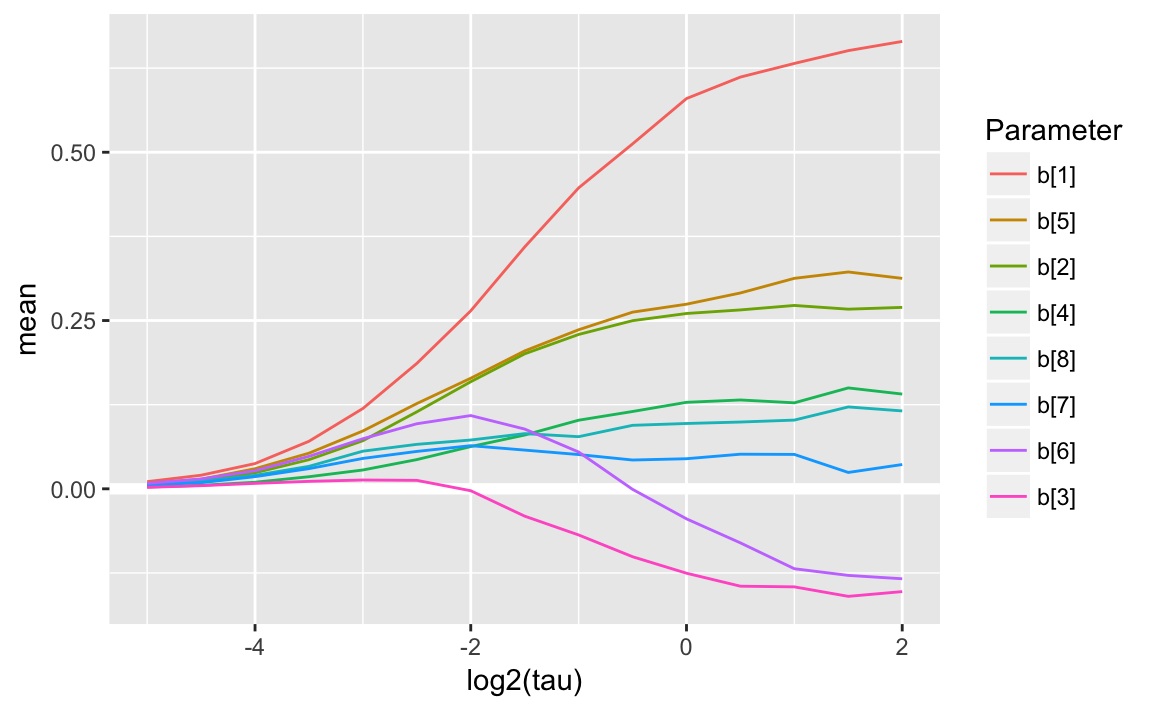 mean
0.50
0.25
0.00
-4
-2
0
2
log2(tau)
Parameter
b[1]
b[5]
b[2]
b[4]
b[8]
b[7]
b[6]
b[3]